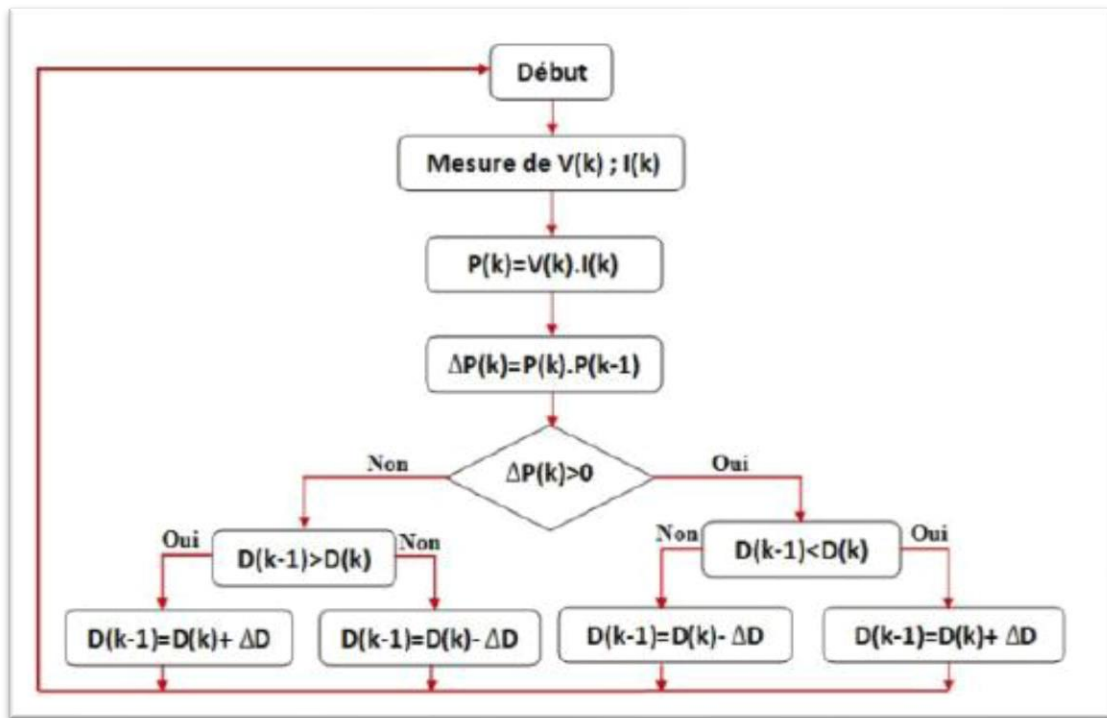 Début
Mesure de V(k) ; I(k)
P(k)=V(k).I(k)
ΔP(k)=P(k).P(k-1)
Non
ΔP(k)>0
Oui
Oui
D(k-1)>D(k)
Non
Non
D(k-1)<D(k)
Oui
D(k-1)=D(k)+ ΔD
D(k-1)=D(k)- ΔD
D(k-1)=D(k)- ΔD
D(k-1)=D(k)+ ΔD